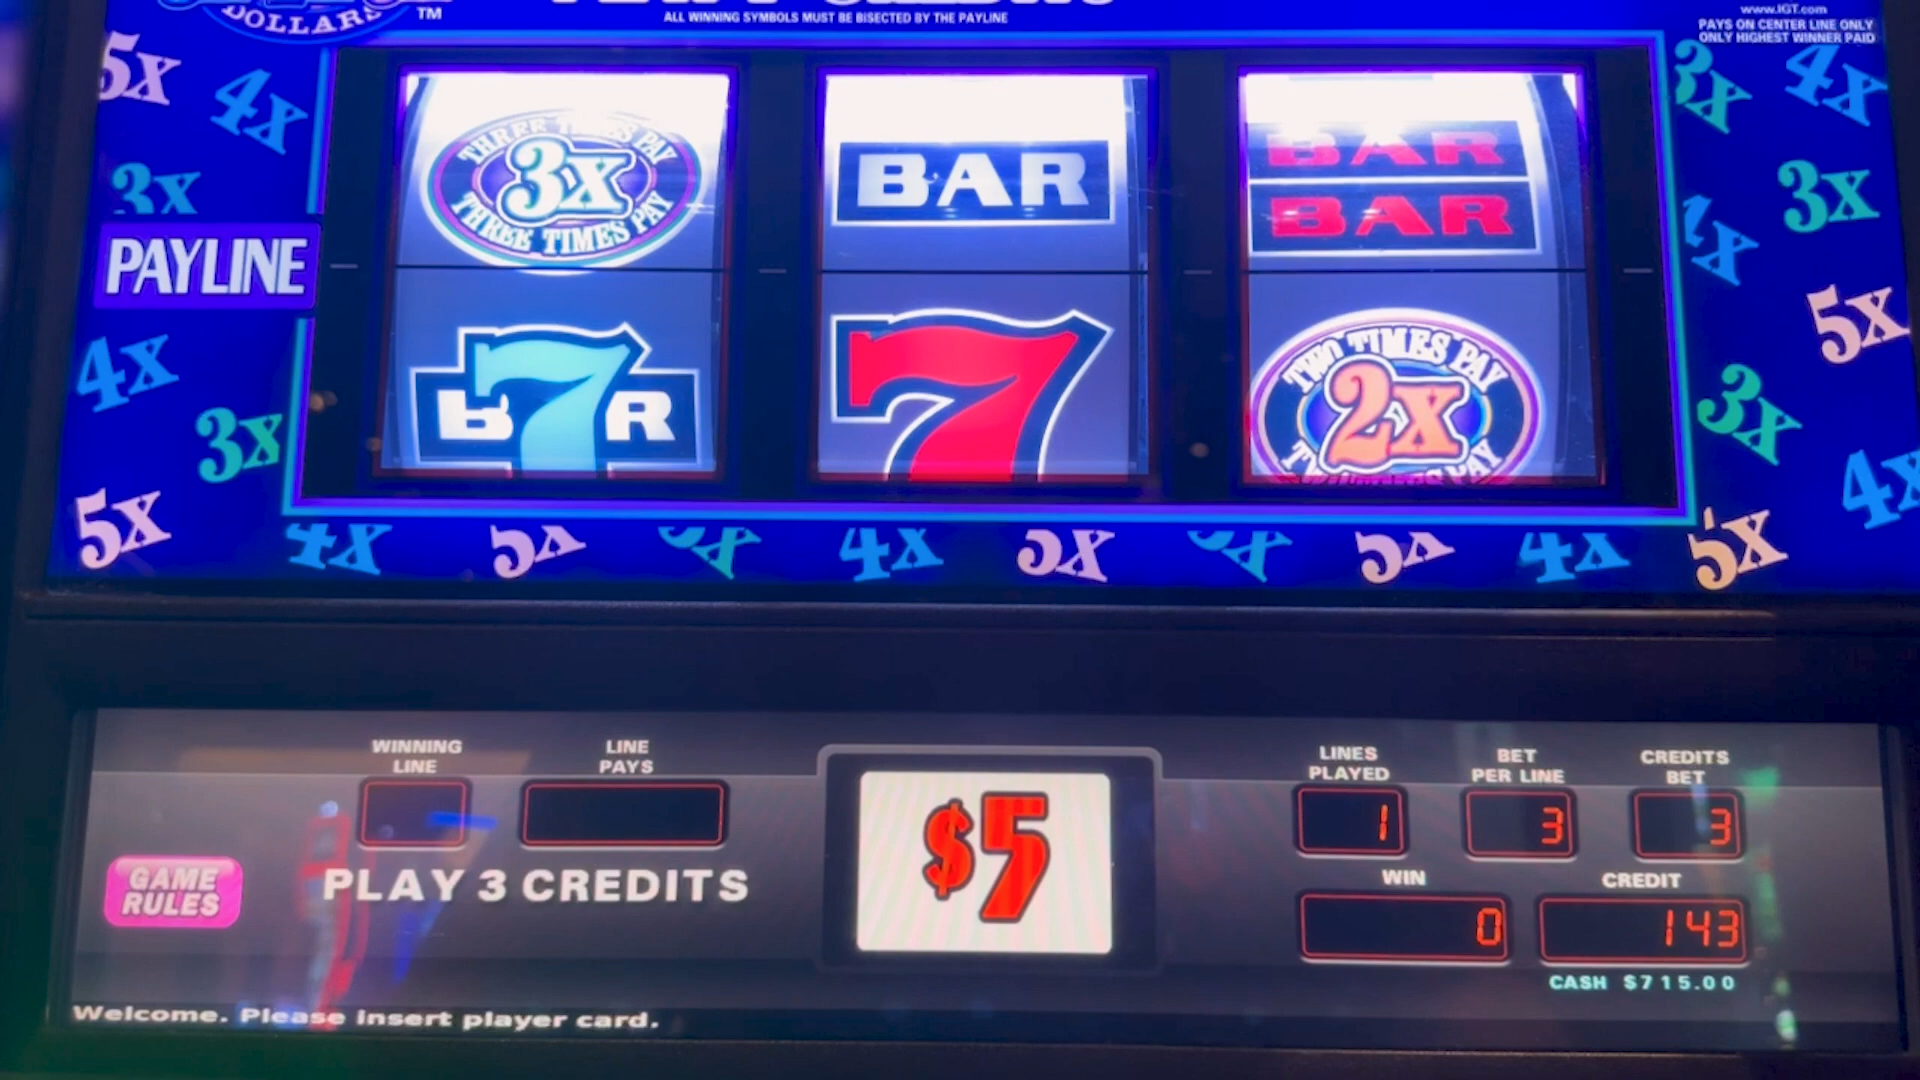 DOLLARS
TM
ALL WINNING SYMBOLS MUST BE BISECTED BY THE PAYLINE
www.IGT.com
PAYS ON CENTER LINE ONLY
ONLY HIGHEST WINNER PAID
5x
4x
3x
4x
THREE TIMES PAY
3x
THREE TIMES PAY
BAR
BAR
BAR
3x
3x
4x
PAYLINE
5x
4x
3x
5x
7
BAR
7
TWO TIMES PAY
2x
3x
4x
5x
4x
5x
3x
4x
5x
3x
5x
4x
5x
WINNING
LINE
LINE
PAYS
LINES
PLAYED
BET
PER LINE
CREDITS
BET
1
3
3
$5
GAME
RULES
PLAY 3 CREDITS
WIN
CREDIT
0
143
CASH $715.00
Welcome. Please insert player card.